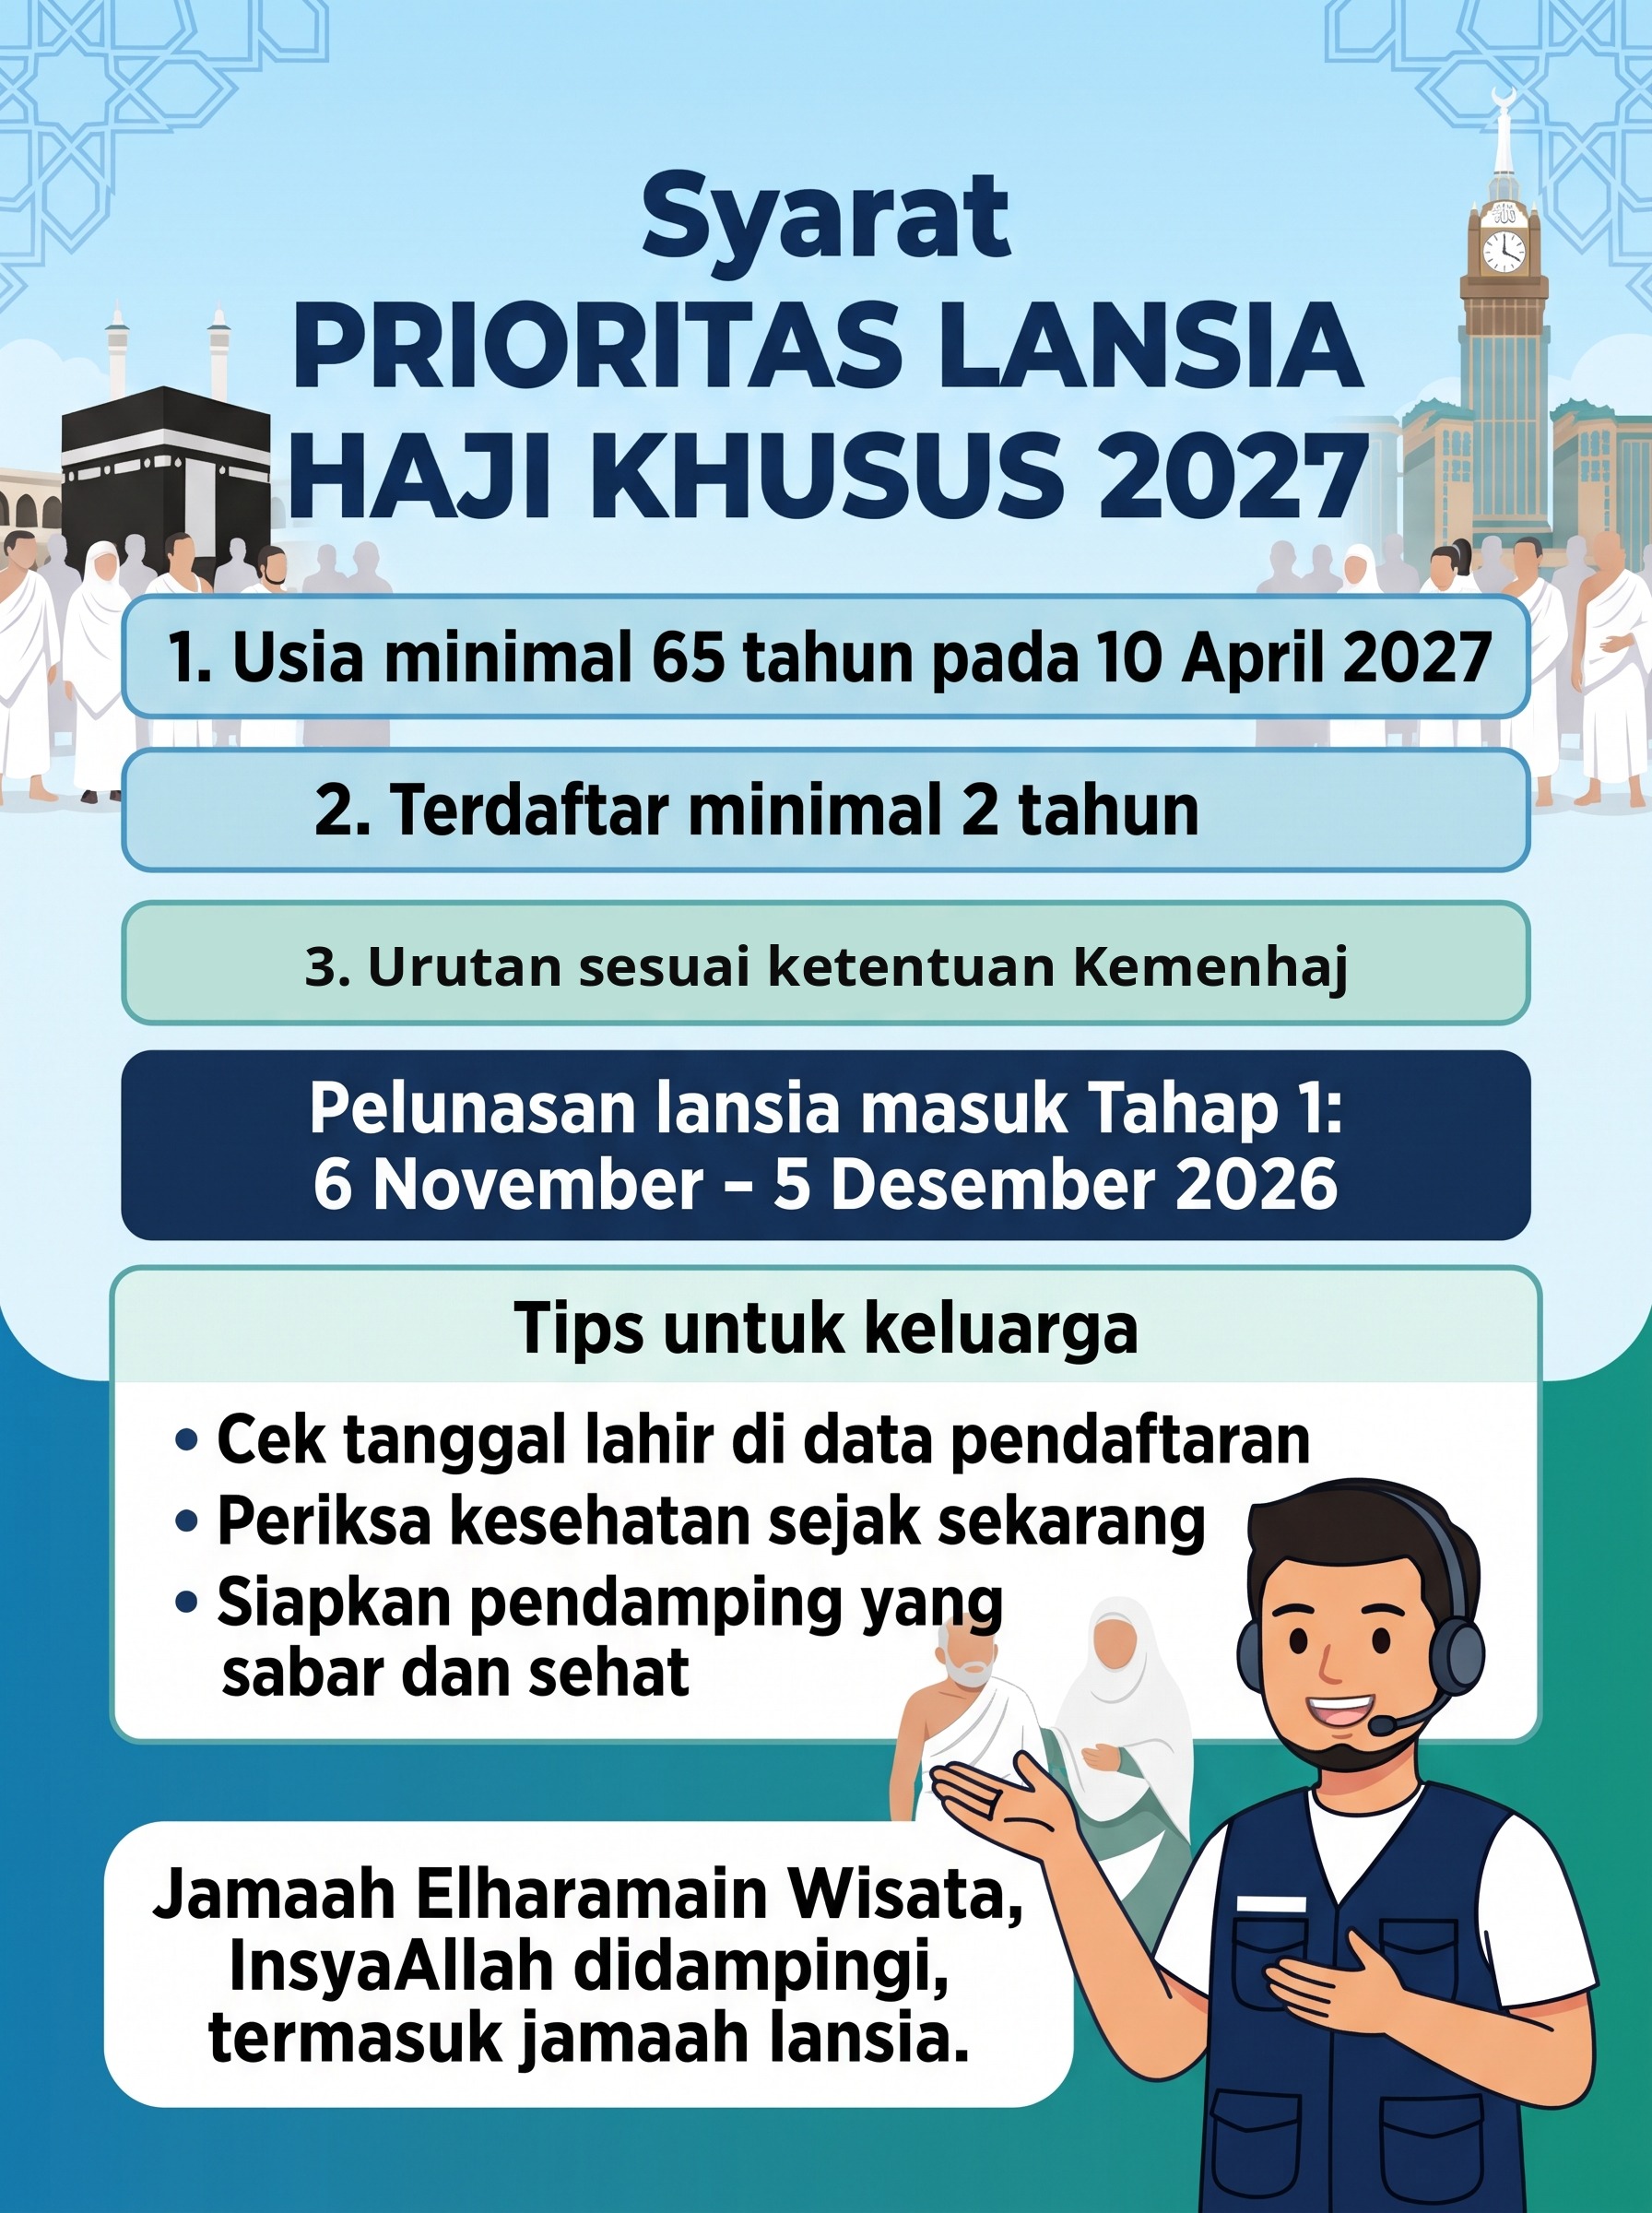 Syarat
PRIORITAS LANSIA
HAJI KHUSUS 2027
1. Usia minimal 65 tahun pada 10 April 2027
2. Terdaftar minimal 2 tahun
3. Urutan sesuai ketentuan Kemenhaj
Pelunasan lansia masuk Tahap 1:
6 November – 5 Desember 2026
Tips untuk keluarga
• Cek tanggal lahir di data pendaftaran
• Periksa kesehatan sejak sekarang
• Siapkan pendamping yang
sabar dan sehat
Jamaah Elharamain Wisata,
InsyaAllah didampingi,
termasuk jamaah lansia.